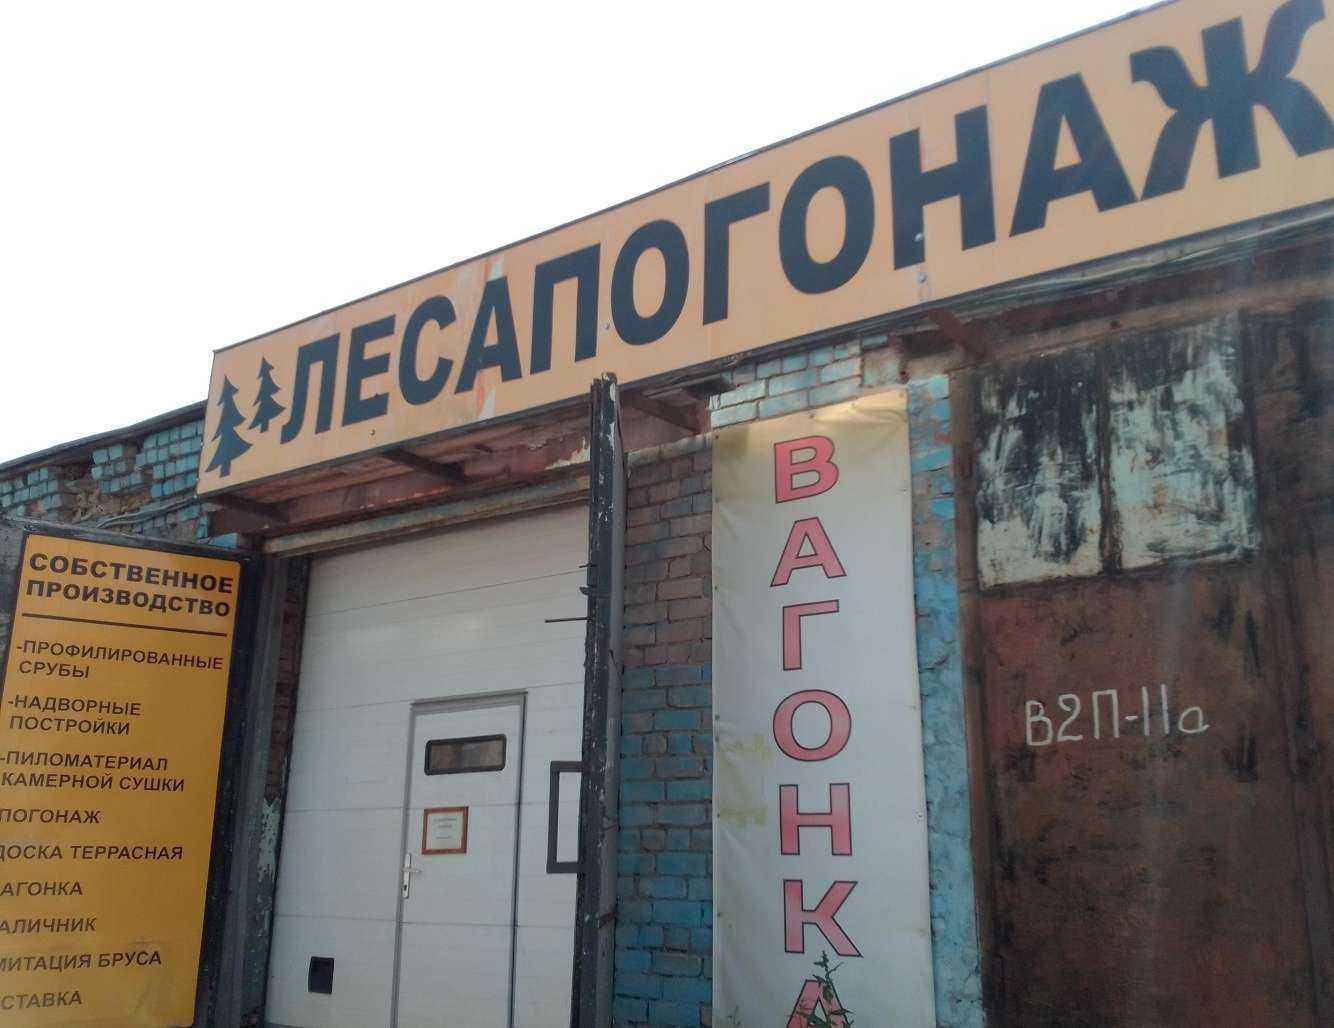 ЛЕСАПОГОНАЖ
СОБСТВЕННОЕ
ПРОИЗВОДСТВО
-ПРОФИЛИРОВАННЫЕ
СРУБЫ
-НАДВОРНЫЕ
ПОСТРОЙКИ
-ПИЛОМАТЕРИАЛ
КАМЕРНОЙ СУШКИ
ПОГОНАЖ
ДОСКА ТЕРРАСНАЯ
АГОНКА
АЛИЧНИК
МИТАЦИЯ БРУСА
СТАВКА
ВАГОНКА
В2П-11а